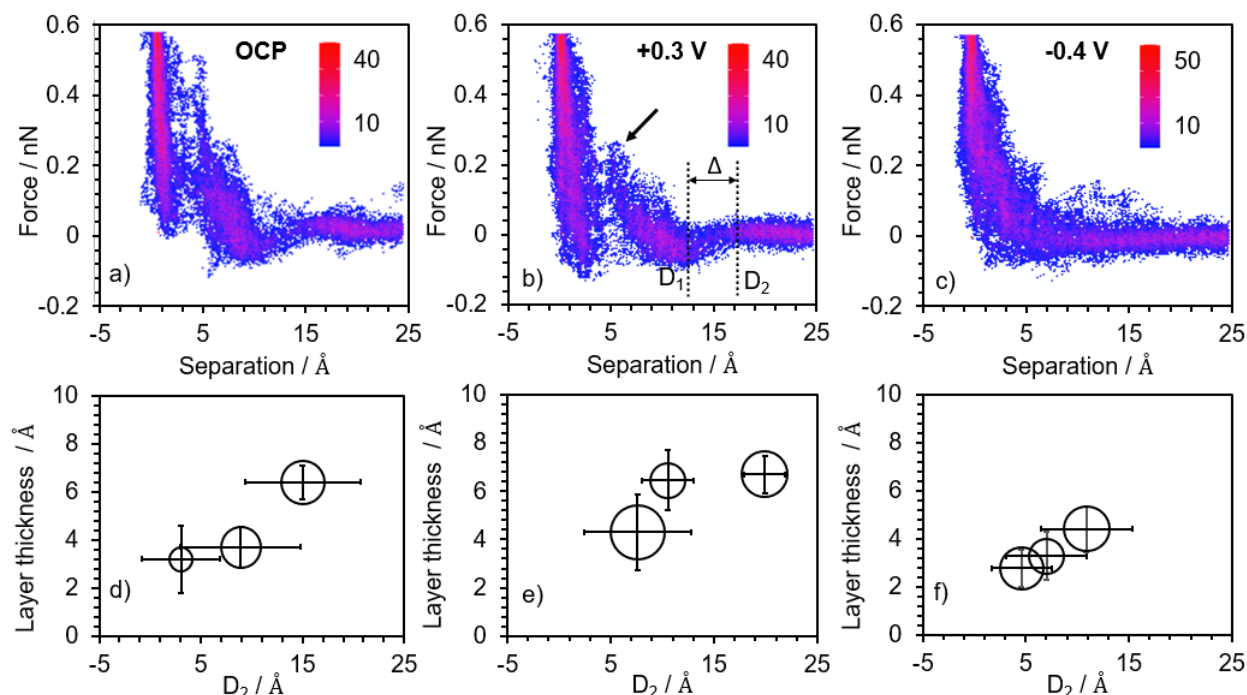 0.6
0.4
0.2
0
-0.2
Force / nN
OCP
40
10
a)
-5
5
15
25
Separation / Å
0.6
0.4
0.2
0
-0.2
Force / nN
+0.3 V
40
10
Δ
D1
D2
b)
-5
5
15
25
Separation / Å
0.6
0.4
0.2
0
-0.2
Force / nN
-0.4 V
50
10
c)
-5
5
15
25
Separation / Å
10
8
6
4
2
0
Layer thickness / Å
d)
-5
5
15
25
D2 / Å
10
8
6
4
2
0
Layer thickness / Å
e)
-5
5
15
25
D2 / Å
10
8
6
4
2
0
Layer thickness / Å
f)
-5
5
15
25
D2 / Å